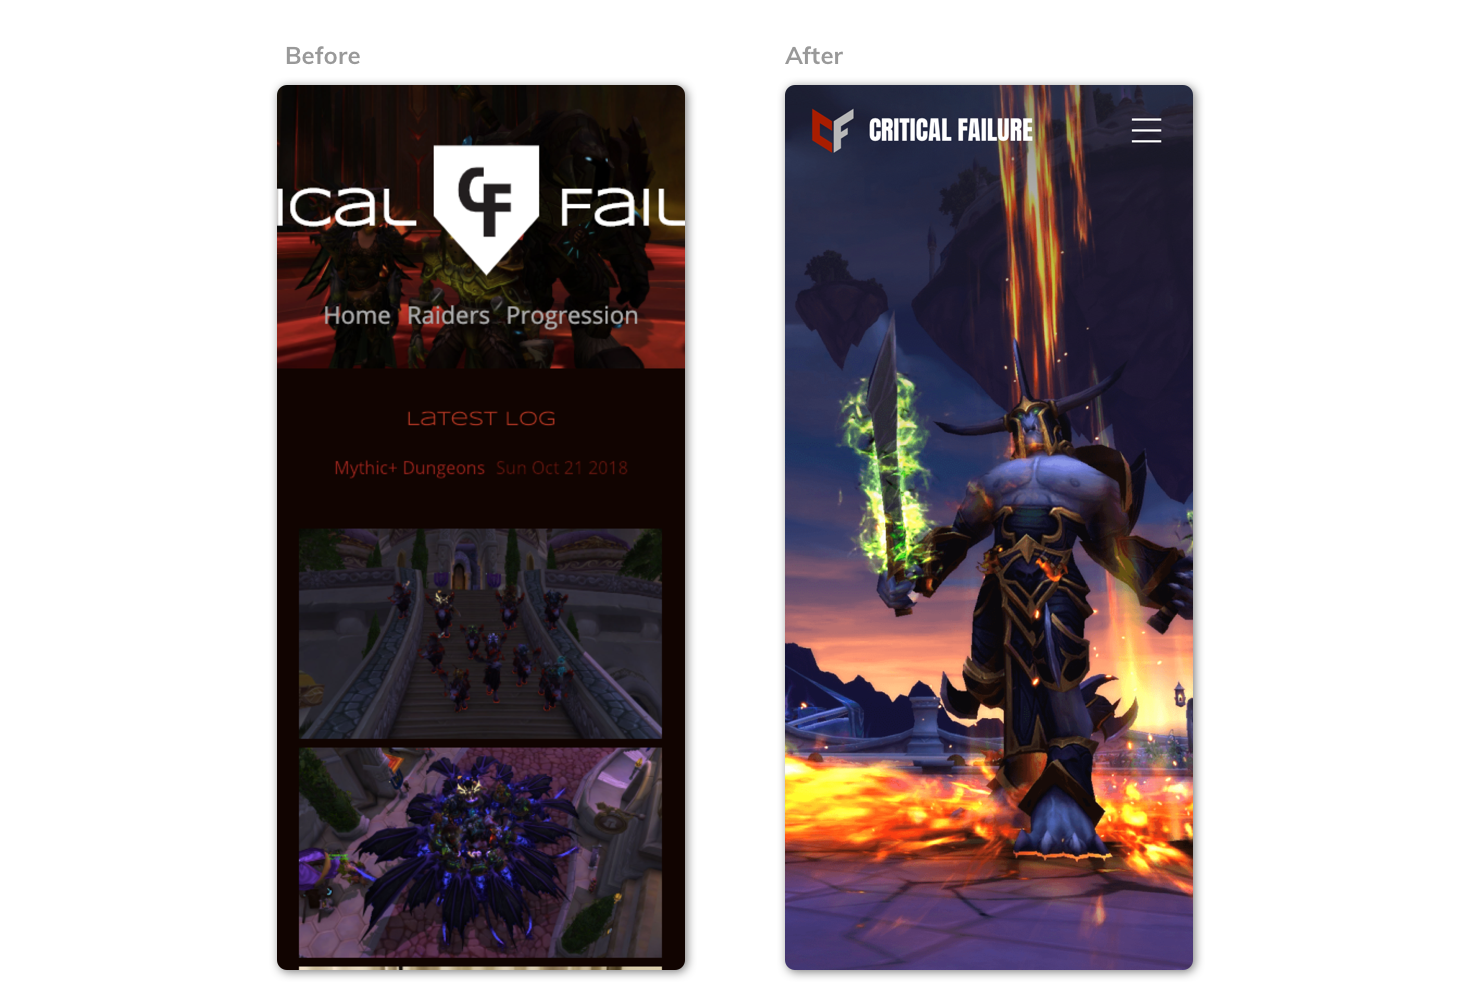 Before
After
ICaL CF FaIL
Home Raiders Progression
LaTeST LOG
Mythic+ Dungeons Sun Oct 21 2018
CF CRITICAL FAILURE